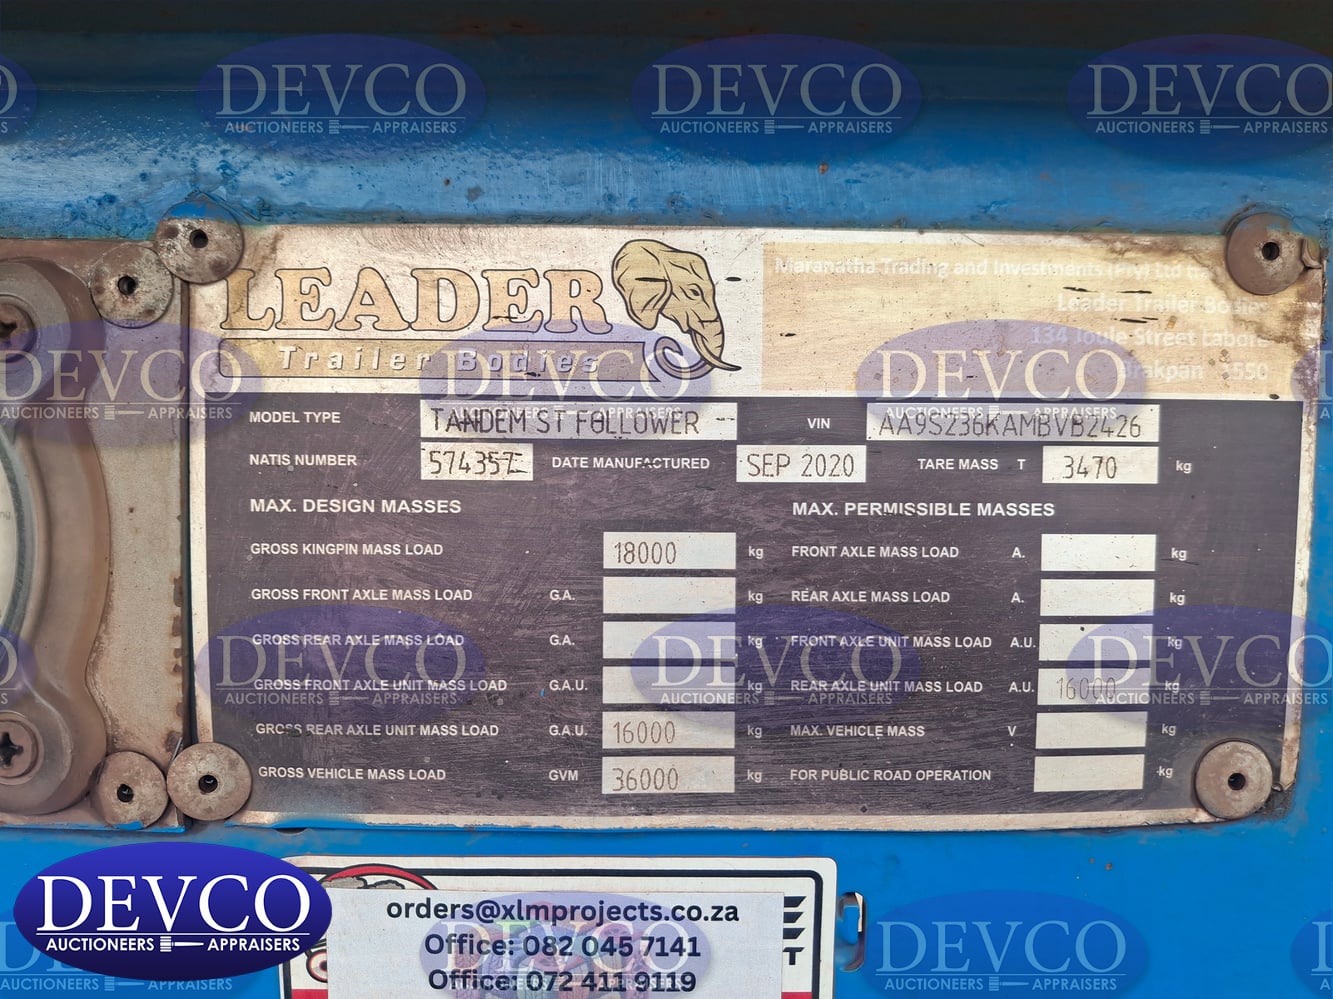 LEADER
Trailer Bodies
Maranatha Trading and Investments (Pty) Ltd
Leader Trailer Bodies
134 Joule Street Labore
Brakpan
MODEL TYPE TANDEM ST FOLLOWER VIN AA9S236KAMBVB2426
NATIS NUMBER DATE MANUFACTURED SEP 2020 TARE MASS T 3470 kg
MAX. DESIGN MASSES MAX. PERMISSIBLE MASSES
GROSS KINGPIN MASS LOAD 18000 kg FRONT AXLE MASS LOAD A. kg
GROSS FRONT AXLE MASS LOAD G.A. kg REAR AXLE MASS LOAD A. kg
GROSS REAR AXLE MASS LOAD G.A. kg FRONT AXLE UNIT MASS LOAD A.U. kg
GROSS FRONT AXLE UNIT MASS LOAD G.A.U. kg REAR AXLE UNIT MASS LOAD A.U. 16000 kg
GROSS REAR AXLE UNIT MASS LOAD G.A.U. 16000 kg MAX. VEHICLE MASS V kg
GROSS VEHICLE MASS LOAD GVM 36000 kg FOR PUBLIC ROAD OPERATION kg
orders@xlmprojects.co.za
Office: 082 045 7141
Office: 072 411 9119
DEVCO
AUCTIONEERS APPRAISERS